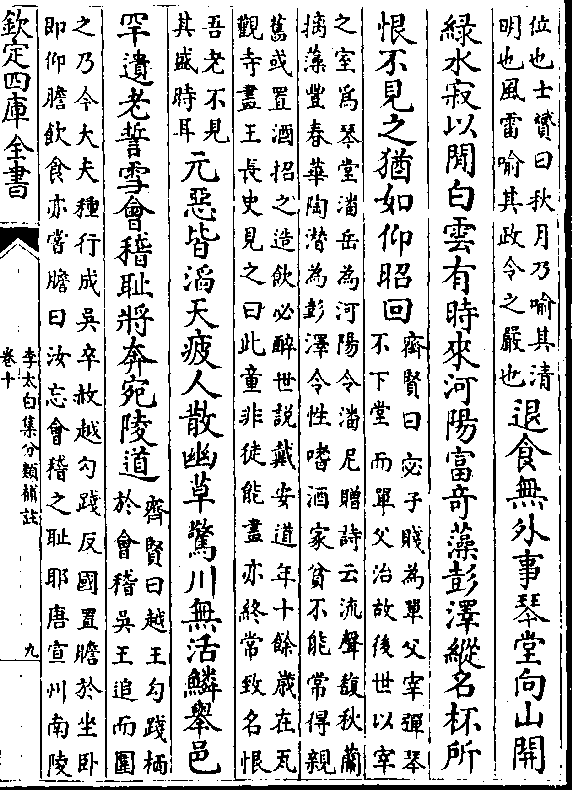 位也士贇曰秋月乃喻其清
明也風雷喻其政令之嚴也
退食無外事琴堂向山開
綠水寂以閒白雲有時來河陽富奇藻彭澤縱名杯所
恨不見之猶如仰昭回
齊賢曰宓子賤為單父宰彈琴
不下堂而單父治故後世以宰
之室為琴堂潘岳為河陽令潘尼贈詩云流聲馥秋蘭
摛藻豐春華陶潛為彭澤令性嗜酒家貧不能常得親
舊或置酒招之造飲必醉世説戴安道年十餘歳在瓦
觀寺畫王長史見之曰此童非徒能畫亦終常致名恨
吾老不見
其盛時耳
元惡昔滔天疲人散幽草驚川無活鱗舉邑
罕遺老誓雪會稽耻將奔宛陵道
齊賢曰越王勾踐栖
於會稽吳王追而圍
之乃令大夫種行成吳卒赦越勾踐反國置膽於坐卧
即仰膽飲食亦嘗膽曰汝忘會稽之耻耶唐宣州南陵
欽定四庫全書
李太白集分類補註
卷十
九